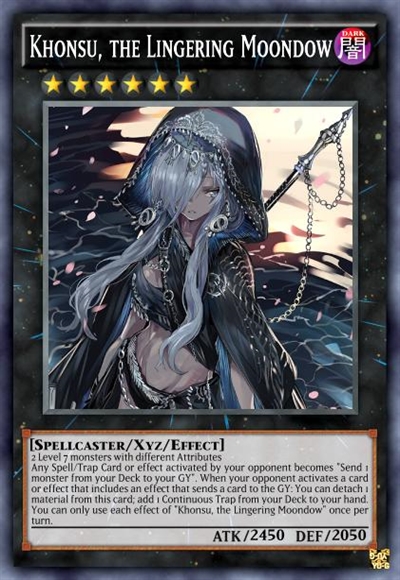 Khonsu, the Lingering Moondow
DARK
闇
[Spellcaster/Xyz/Effect]
2 Level 7 monsters with different Attributes
Any Spell/Trap Card or effect activated by your opponent becomes "Send 1
monster from your Deck to your GY". When your opponent activates a card
or effect that includes an effect that sends a card to the GY: You can detach 1
material from this card; add 1 Continuous Trap from your Deck to your hand.
You can only use each effect of "Khonsu, the Lingering Moondow" once per
turn.
ATK/2450 DEF/2050